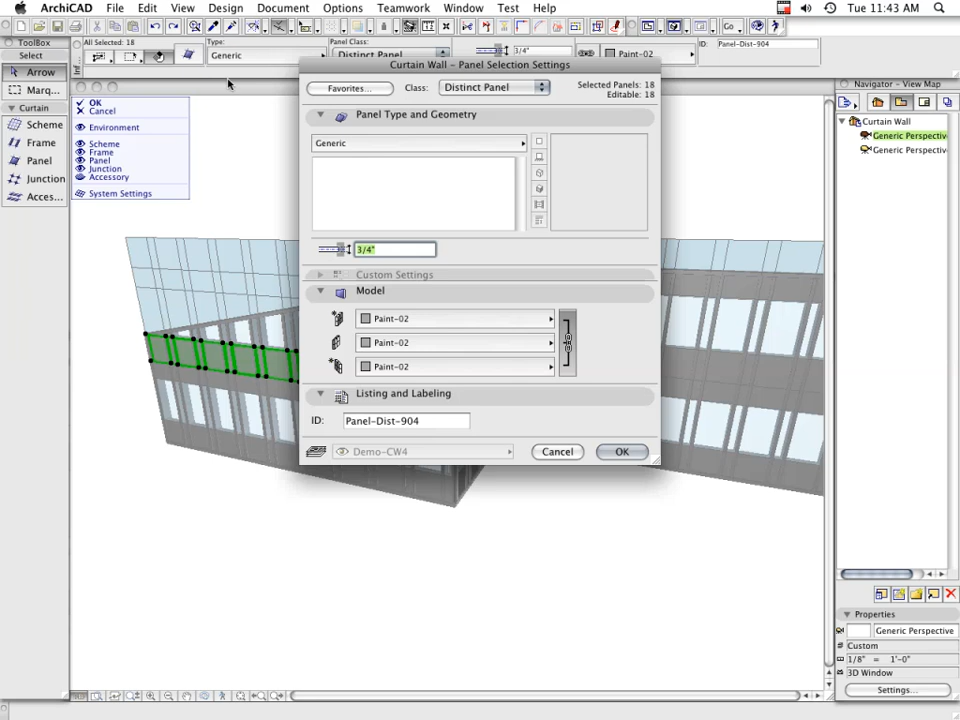 ArchiCAD File Edit View Design Document Options Teamwork Window Test Help Tue 11:43 AM
Go
ToolBox
Select
Arrow
Marq...
Curtain
Scheme
Frame
Panel
Junction
Acces...
All Selected: 18
Type:
Generic
Panel Class:
Distinct Panel
3/4"
Paint-02
ID:
Panel-Dist-904
OK
Cancel
Environment
Scheme
Frame
Panel
Junction
Accessory
System Settings
Curtain Wall – Panel Selection Settings
Favorites...
Class:
Distinct Panel
Selected Panels: 18
Editable: 18
Panel Type and Geometry
Generic
3/4"
Custom Settings
Model
Paint-02
Paint-02
Paint-02
Listing and Labeling
ID:
Panel-Dist-904
Demo-CW4
Cancel
OK
Navigator - View Map
Curtain Wall
Generic Perspectiv
Generic Perspectiv
Properties
Generic Perspective
Custom
1/8" = 1'-0"
3D Window
Settings...